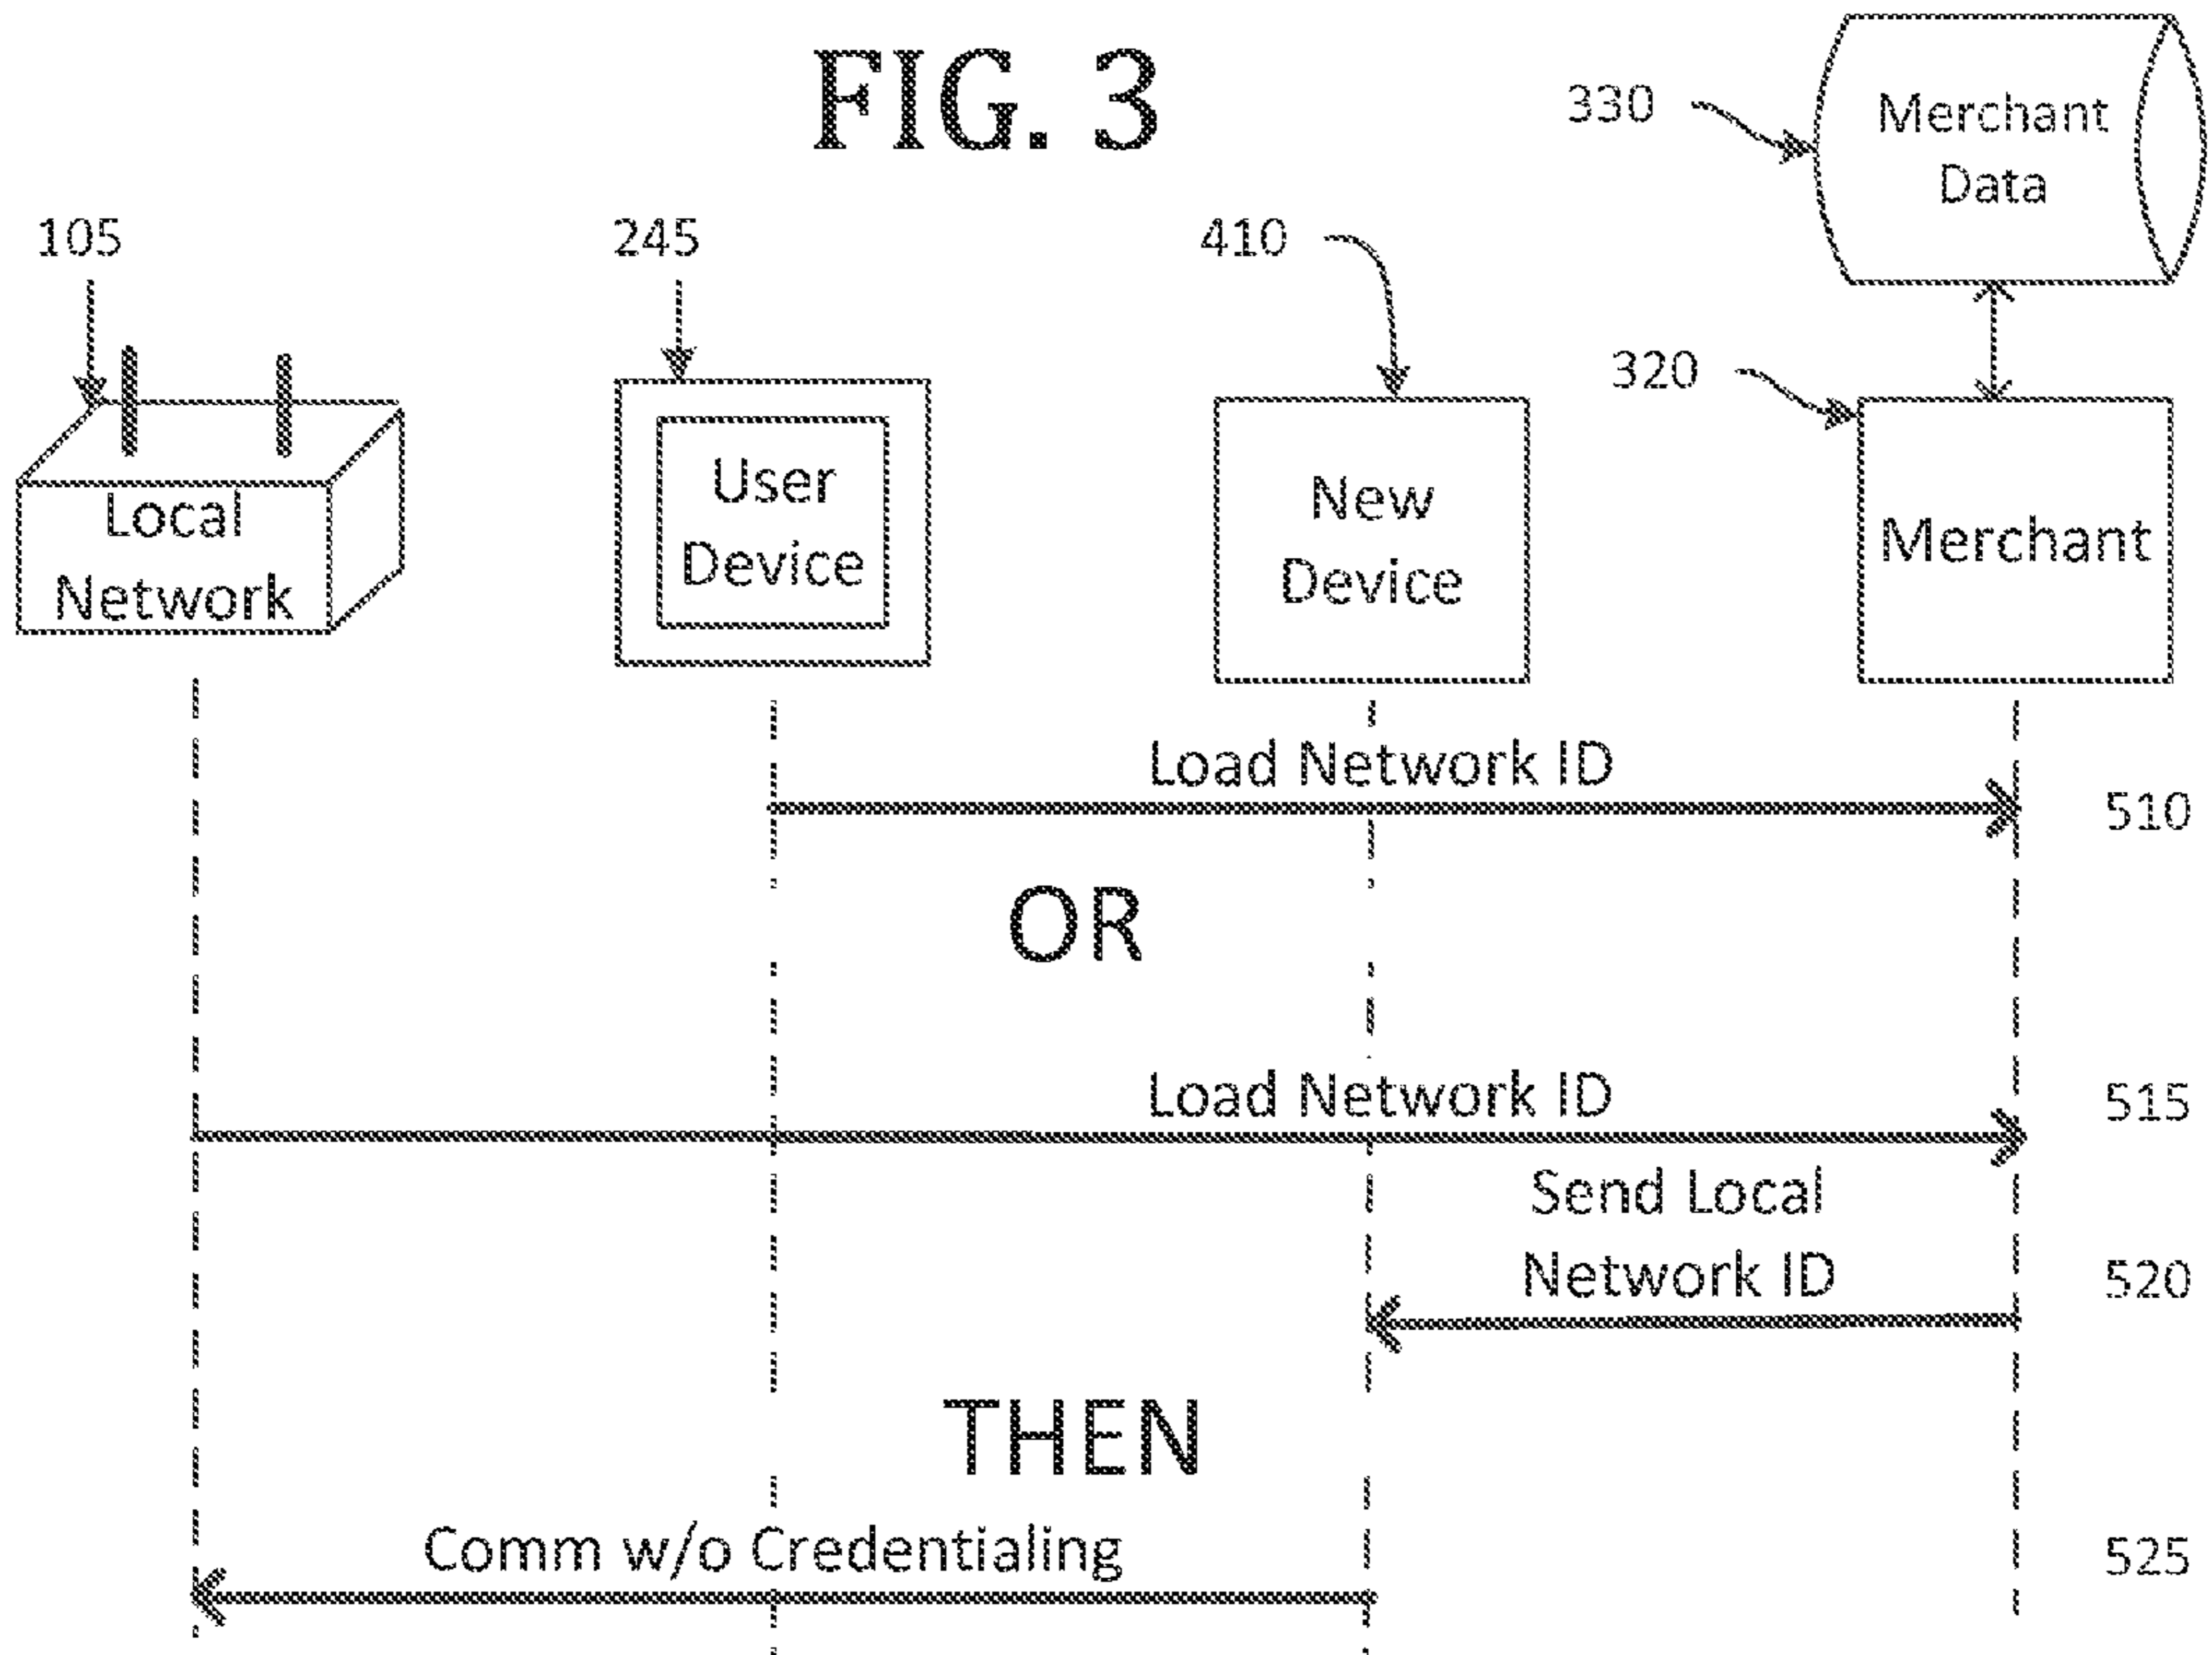 FIG. 3
330
Merchant
Data
105
245
410
320
Local
Network
User
Device
New
Device
Merchant
Load Network ID
510
OR
Load Network ID
515
Send Local
Network ID
520
THEN
Comm w/o Credentialing
525